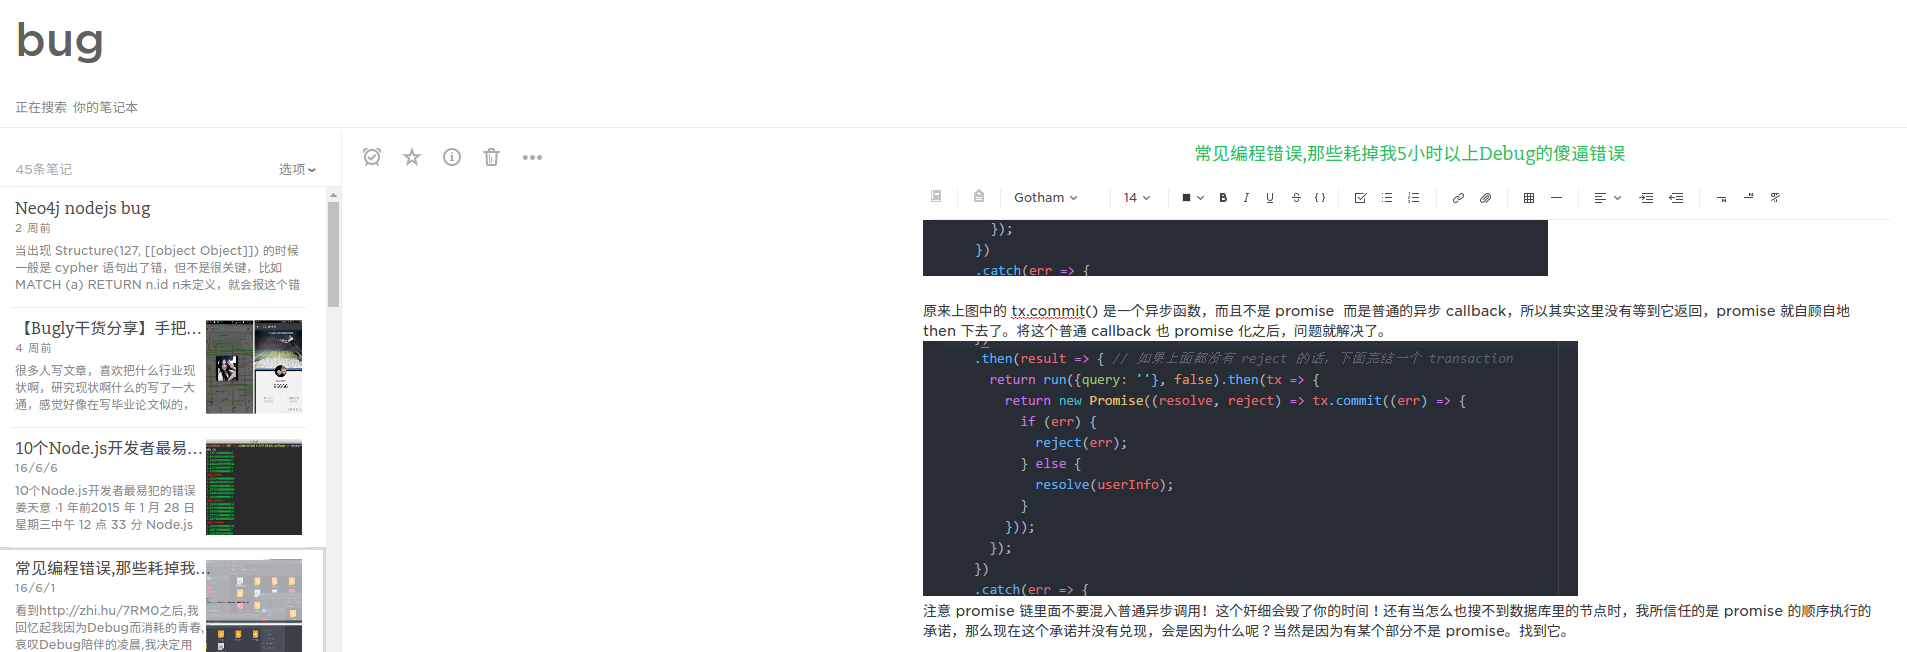 bug
正在搜索 你的笔记本
45条笔记
选项
Neo4j nodejs bug
2 周前
当出现 Structure(127, [[object Object]]) 的时候
一般是 cypher 语句出了错，但不是很关键，比如
MATCH (a) RETURN n.id n未定义，就会报这个错
【Bugly干货分享】手把...
4 周前
很多人写文章，喜欢把什么行业现
状啊，研究现状啊什么的写了一大
通，感觉好像在写毕业论文似的，
10个Node.js开发者最易...
16/6/6
10个Node.js开发者最易犯的错误
姜天意 ·1 年前2015 年 1 月 28 日
星期三中午 12 点 33 分 Node.js
常见编程错误,那些耗掉我...
16/6/1
看到http://zhi.hu/7RM0之后,我
回忆起我因为Debug而消耗的青春,
哀叹Debug陪伴的凌晨,我决定用
常见编程错误,那些耗掉我5小时以上Debug的傻逼错误
Gotham
14
B I U S { }
});
})
.catch(err => {
原来上图中的 tx.commit() 是一个异步函数，而且不是 promise 而是普通的异步 callback，所以其实这里没有等到它返回，promise 就自顾自地
then 下去了。将这个普通 callback 也 promise 化之后，问题就解决了。
.then(result => { // 如果上面都没有 reject 的话，下面完结一个 transaction
return run({query: ''}, false).then(tx => {
return new Promise((resolve, reject) => tx.commit((err) => {
if (err) {
reject(err);
} else {
resolve(userInfo);
}
}));
});
})
.catch(err => {
注意 promise 链里面不要混入普通异步调用！这个奸细会毁了你的时间！还有当怎么也搜不到数据库里的节点时，我所信任的是 promise 的顺序执行的
承诺，那么现在这个承诺并没有兑现，会是因为什么呢？当然是因为有某个部分不是 promise。找到它。